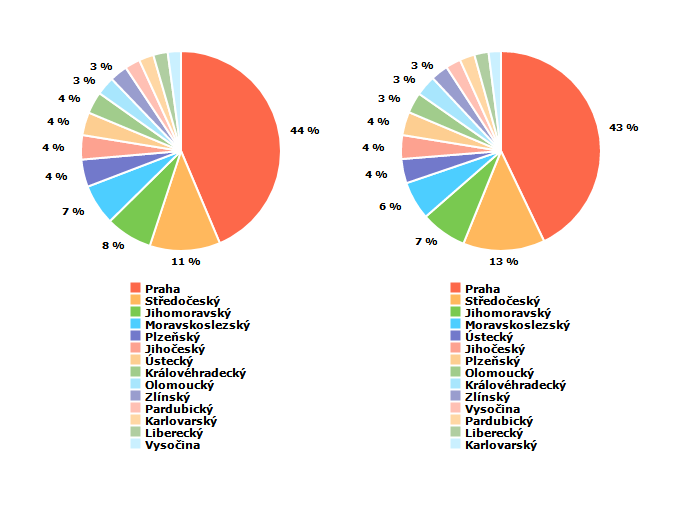 3 %
3 %
4 %
4 %
4 %
4 %
7 %
8 %
11 %
44 %
Praha
Středočeský
Jihomoravský
Moravskoslezský
Plzeňský
Jihočeský
Ústecký
Královéhradecký
Olomoucký
Zlínský
Pardubický
Karlovarský
Liberecký
Vysočina
3 %
3 %
3 %
4 %
4 %
4 %
6 %
7 %
13 %
43 %
Praha
Středočeský
Jihomoravský
Moravskoslezský
Ústecký
Jihočeský
Plzeňský
Olomoucký
Královéhradecký
Zlínský
Vysočina
Pardubický
Liberecký
Karlovarský